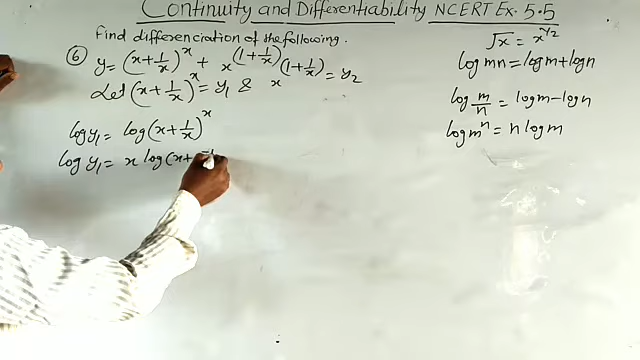 Continuity and Differentiability NCERT Ex. 5.5
Find differenciation of the following.
⑥ y = (x+1/x)^x + x^(1+1/x)
Let (x+1/x)^x = y₁ & x^(1+1/x) = y₂
log y₁ = log(x+1/x)^x
log y₁ = x log(x+
√x = x^1/2
log mn = log m + log n
log m/n = log m - log n
log m^n = n log m